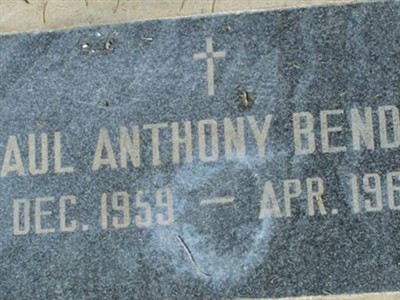 AUL ANTHONY BEND
DEC. 1959 — APR. 196